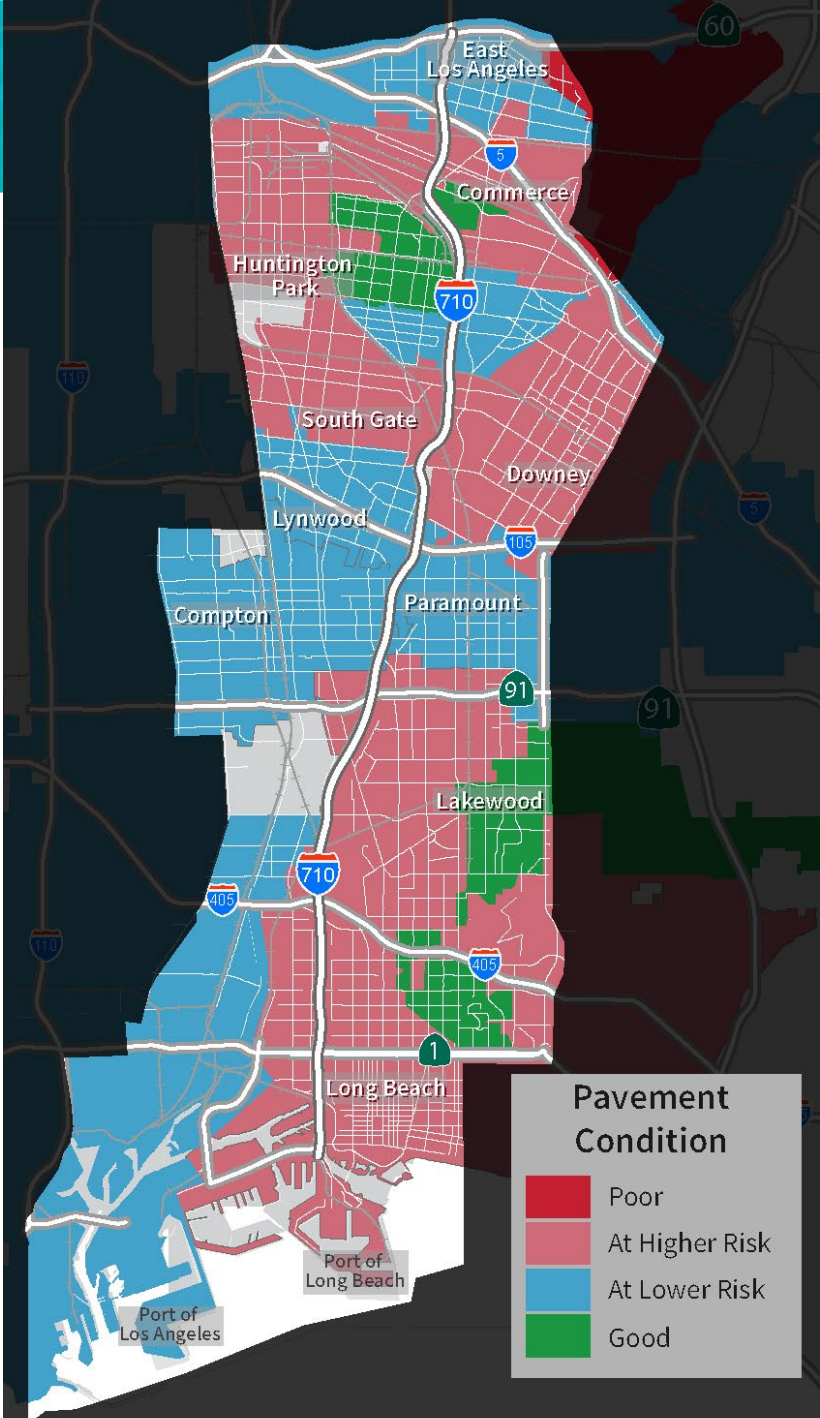 60
East
Los Angeles
5
Commerce
Huntington
Park
710
110
South Gate
Downey
5
Lynwood
105
Compton
Paramount
91
91
Lakewood
710
405
110
405
1
Long Beach
Pavement
Condition
Poor
At Higher Risk
At Lower Risk
Good
Port of
Long Beach
Port of
Los Angeles